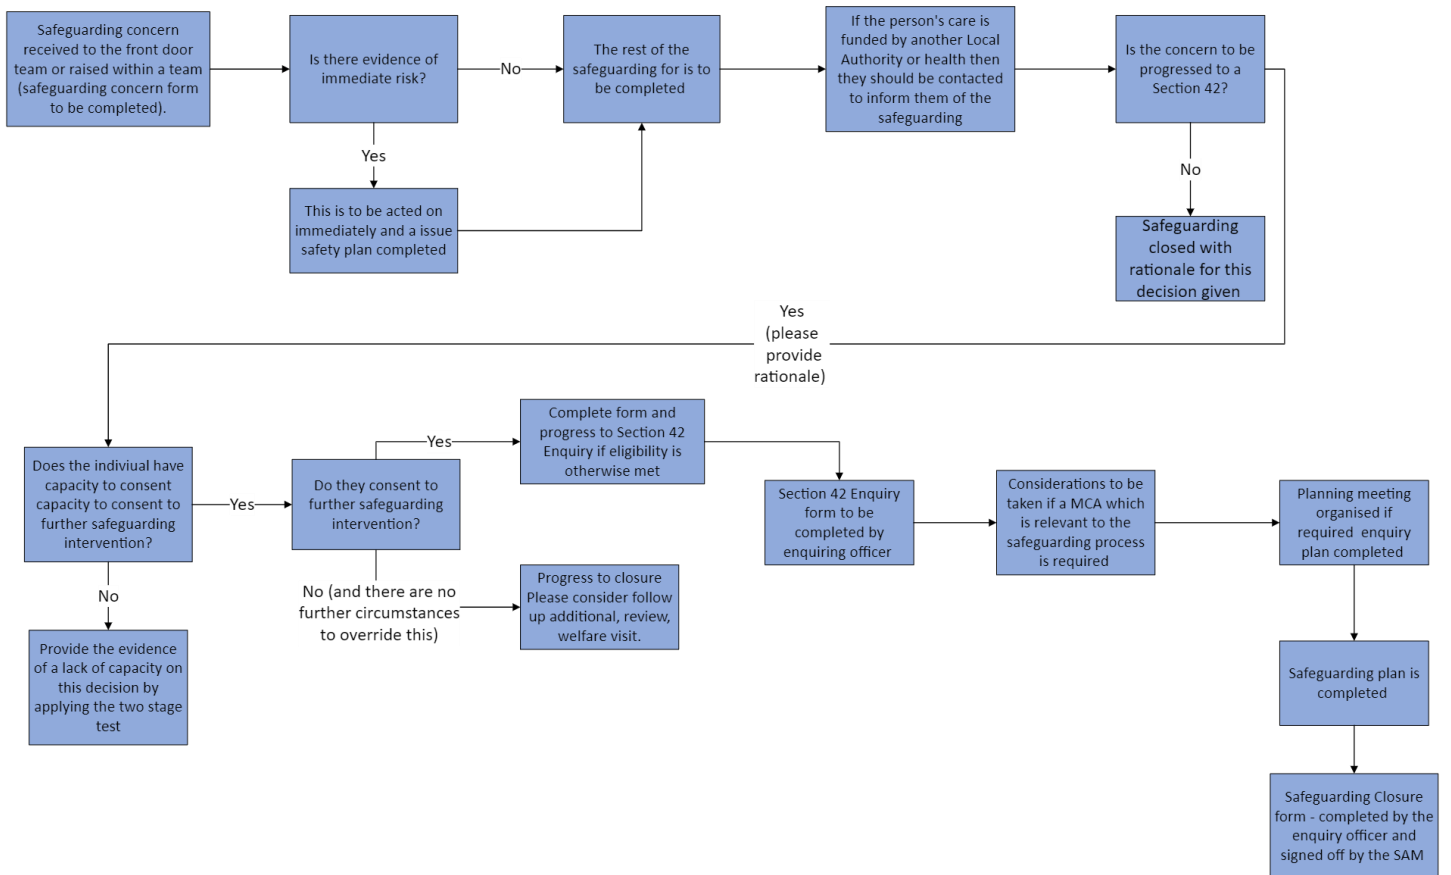 Safeguarding concern
received to the front door
team or raised within a team
(safeguarding concern form
to be completed).
Is there evidence of
immediate risk?
No
The rest of the
safeguarding for is to
be completed
If the person's care is
funded by another Local
Authority or health then
they should be contacted
to inform them of the
safeguarding
Is the concern to be
progressed to a
Section 42?
Yes
This is to be acted on
immediately and a issue
safety plan completed
No
Safeguarding
closed with
rationale for this
decision given
Yes
(please
provide
rationale)
Does the indiviual have
capacity to consent
capacity to consent to
further safeguarding
intervention?
Yes
Do they consent to
further safeguarding
intervention?
Yes
Complete form and
progress to Section 42
Enquiry if eligibility is
otherwise met
Section 42 Enquiry
form to be
completed by
enquiring officer
Considerations to be
taken if a MCA which
is relevant to the
safeguarding process
is required
Planning meeting
organised if
required enquiry
plan completed
No
Provide the evidence
of a lack of capacity on
this decision by
applying the two stage
test
No (and there are no
further circumstances
to override this)
Progress to closure
Please consider follow
up additional, review,
welfare visit.
Safeguarding plan is
completed
Safeguarding Closure
form - completed by the
enquiry officer and
signed off by the SAM